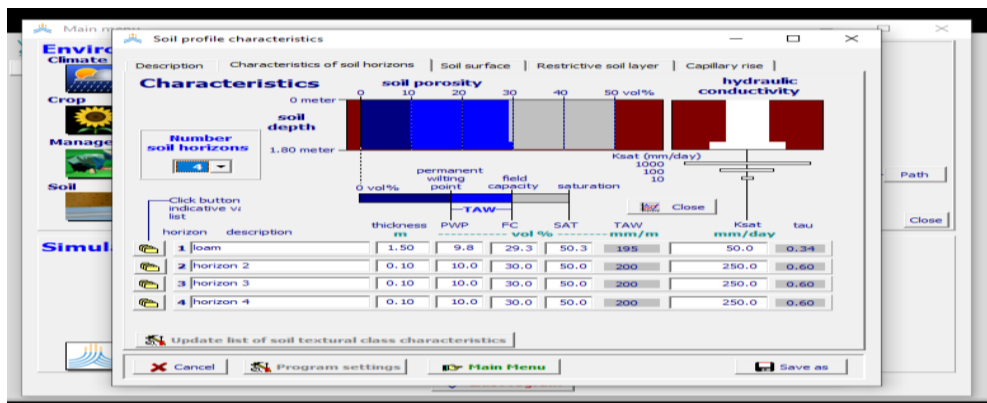 Main m
Soil profile characteristics
Enviro
Climate
Crop
Manage
Soil
Simul
Path
Close
Description Characteristics of soil horizons Soil surface Restrictive soil layer Capillary rise
Characteristics
soil porosity
0 10 20 30 40 50 vol%
hydraulic
conductivity
0 meter
soil
depth
1.80 meter
Number
soil horizons
4
Ksat (mm/day)
1000
100
10
permanent
wilting
point
field
capacity
saturation
0 vol%
TAW
Close
Click button
indicative va
list
horizon description
thickness PWP FC SAT TAW Ksat tau
m -------- vol % -------- mm/m mm/day
1 loam 1.50 9.8 29.3 50.3 195 50.0 0.34
2 horizon 2 0.10 10.0 30.0 50.0 200 250.0 0.60
3 horizon 3 0.10 10.0 30.0 50.0 200 250.0 0.60
4 horizon 4 0.10 10.0 30.0 50.0 200 250.0 0.60
Update list of soil textural class characteristics
Cancel Program settings Main Menu Save as